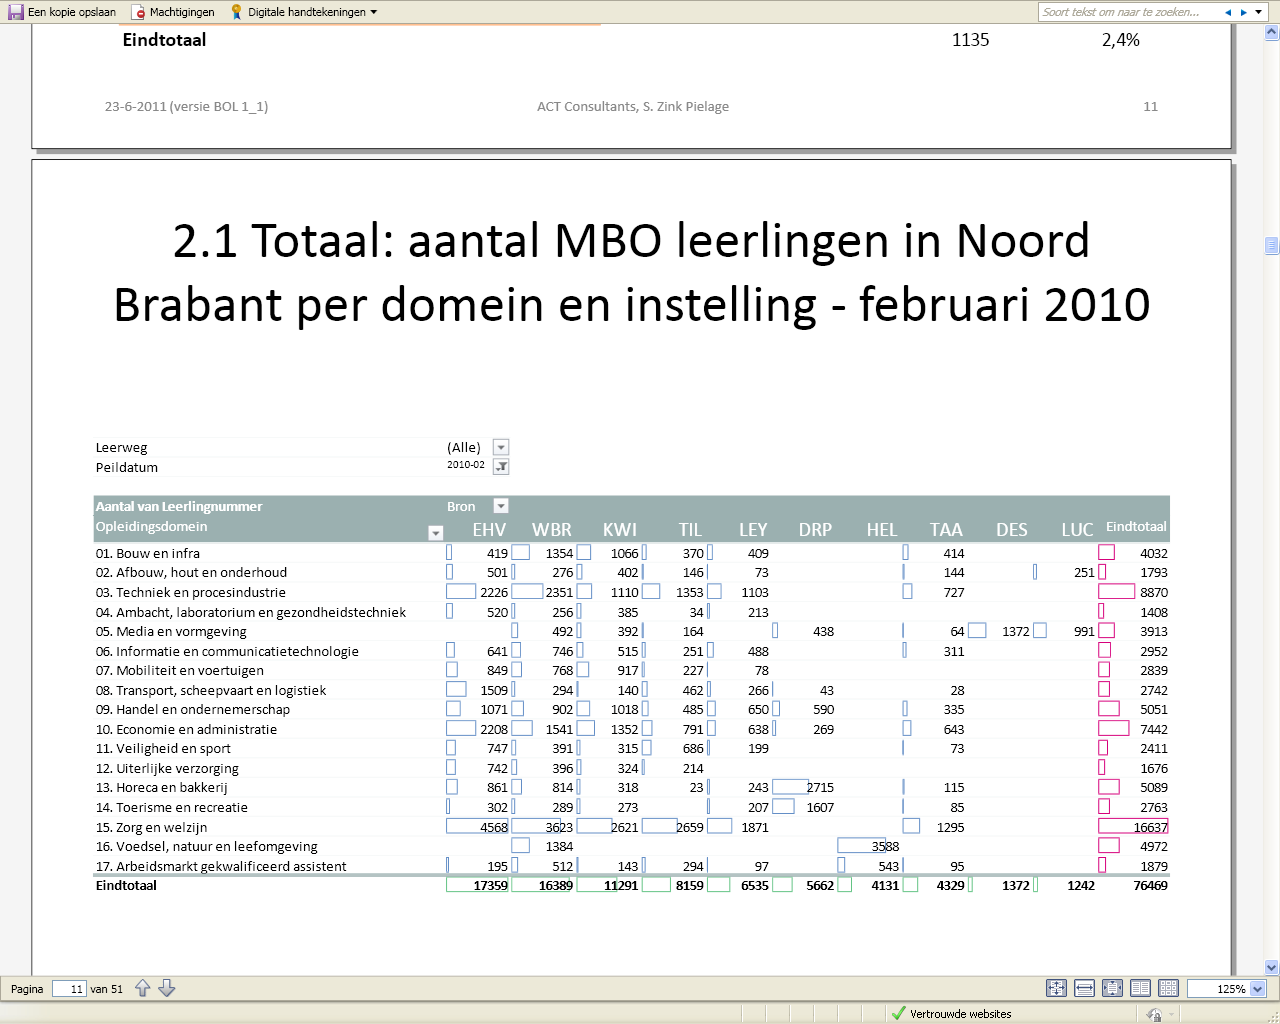 Een kopie opslaan Machtigingen Digitale handtekeningen Soort tekst om naar te zoeken...
Eindtotaal 1135 2,4%
23-6-2011 (versie BOL 1_1) ACT Consultants, S. Zink Pielage 11
2.1 Totaal: aantal MBO leerlingen in Noord
Brabant per domein en instelling - februari 2010
Leerweg (Alle)
Peildatum 2010-02
Aantal van Leerlingnummer Bron
Opleidingsdomein EHV WBR KWI TIL LEY DRP HEL TAA DES LUC Eindtotaal
01. Bouw en infra 419 1354 1066 370 409 414 4032
02. Afbouw, hout en onderhoud 501 276 402 146 73 144 251 1793
03. Techniek en procesindustrie 2226 2351 1110 1353 1103 727 8870
04. Ambacht, laboratorium en gezondheidstechniek 520 256 385 34 213 1408
05. Media en vormgeving 492 392 164 438 64 1372 991 3913
06. Informatie en communicatietechnologie 641 746 515 251 488 311 2952
07. Mobiliteit en voertuigen 849 768 917 227 78 2839
08. Transport, scheepvaart en logistiek 1509 294 140 462 266 43 28 2742
09. Handel en ondernemerschap 1071 902 1018 485 650 590 335 5051
10. Economie en administratie 2208 1541 1352 791 638 269 643 7442
11. Veiligheid en sport 747 391 315 686 199 73 2411
12. Uiterlijke verzorging 742 396 324 214 1676
13. Horeca en bakkerij 861 814 318 23 243 2715 115 5089
14. Toerisme en recreatie 302 289 273 207 1607 85 2763
15. Zorg en welzijn 4568 3623 2621 2659 1871 1295 16637
16. Voedsel, natuur en leefomgeving 1384 3588 4972
17. Arbeidsmarkt gekwalificeerd assistent 195 512 143 294 97 543 95 1879
Eindtotaal 17359 16389 11291 8159 6535 5662 4131 4329 1372 1242 76469
Pagina 11 van 51 125%
Vertrouwde websites